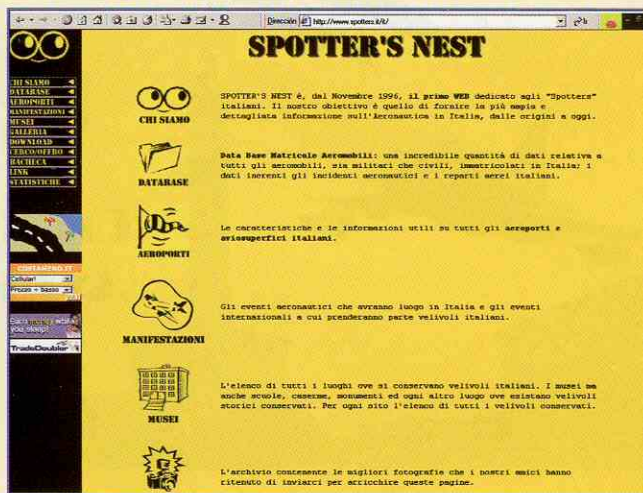 Dirección http://www.spotters.it/it/
SPOTTER'S NEST
CHI SIAMO
DATABASE
AEROPORTI
MANIFESTAZIONI
MUSEI
GALLERIA
DOWNLOAD
CERCO/OFFRO
BACHECA
LINK
STATISTICHE
COSTAMENO.IT
Cellulari
Prezzo + basso
TradeDoubler
CHI SIAMO
SPOTTER'S NEST é, dal Novembre 1996, il primo WEB dedicato agli "Spotters"
italiani. Il nostro obiettivo è quello di fornire la più ampia e
dettagliata informazione sull'Aeronautica in Italia, dalle origini a oggi.
DATABASE
Data Base Matricole Aeromobili: una incredibile quantità di dati relativa a
tutti gli aeromobili, sia militari che civili, immatricolati in Italia; i
dati inerenti gli incidenti aeronautici e i reparti aerei italiani.
AEROPORTI
Le caratteristiche e le informazioni utili su tutti gli aeroporti e
aviosuperfici italiani.
MANIFESTAZIONI
Gli eventi aeronautici che avranno luogo in Italia e gli eventi
internazionali a cui prenderanno parte velivoli italiani.
MUSEI
L'elenco di tutti i luoghi ove si conservano velivoli italiani. I musei ma
anche scuole, caserme, monumenti ed ogni altro luogo ove esistano velivoli
storici conservati. Per ogni sito l'elenco di tutti i velivoli conservati.
L'archivio contenente le migliori fotografie che i nostri amici hanno
ritenuto di inviarci per arricchire queste pagine.